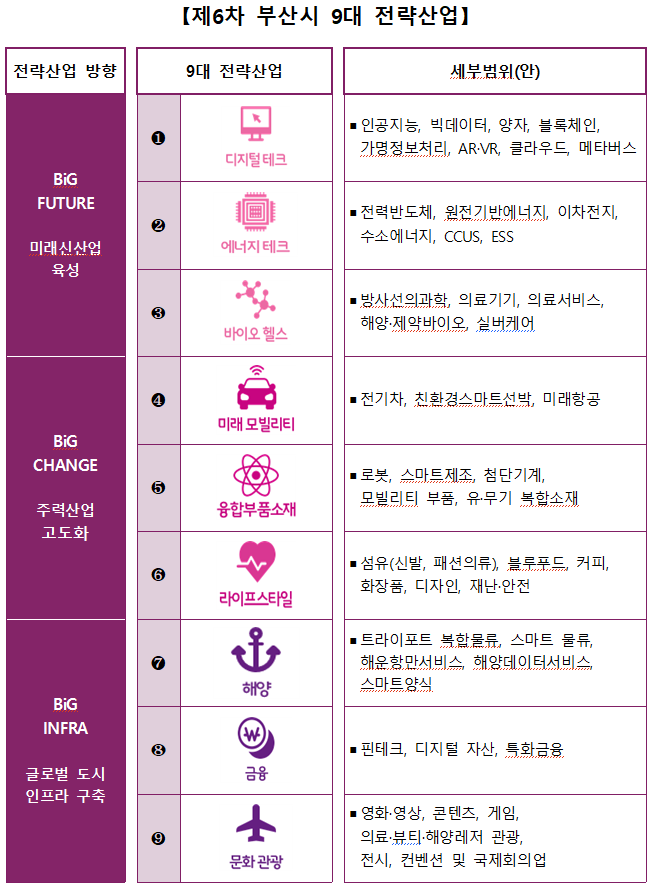 【제6차 부산시 9대 전략산업】
전략산업 방향
9대 전략산업
세부범위(안)
BiG
FUTURE
미래신산업
육성
❶
디지털 테크
▪인공지능, 빅데이터, 양자, 블록체인,
가명정보처리, AR·VR, 클라우드, 메타버스
❷
에너지 테크
▪전력반도체, 원전기반에너지, 이차전지,
수소에너지, CCUS, ESS
❸
바이오 헬스
▪방사선의과학, 의료기기, 의료서비스,
해양·제약바이오, 실버케어
BiG
CHANGE
주력산업
고도화
❹
미래 모빌리티
▪전기차, 친환경스마트선박, 미래항공
❺
융합부품소재
▪로봇, 스마트제조, 첨단기계,
모빌리티 부품, 유·무기 복합소재
❻
라이프스타일
▪섬유(신발, 패션의류), 블루푸드, 커피,
화장품, 디자인, 재난·안전
BiG
INFRA
글로벌 도시
인프라 구축
❼
해양
▪트라이포트 복합물류, 스마트 물류,
해운항만서비스, 해양데이터서비스,
스마트양식
❽
₩
금융
▪핀테크, 디지털 자산, 특화금융
❾
문화 관광
▪영화·영상, 콘텐츠, 게임,
의료·뷰티·해양레저 관광,
전시, 컨벤션 및 국제회의업